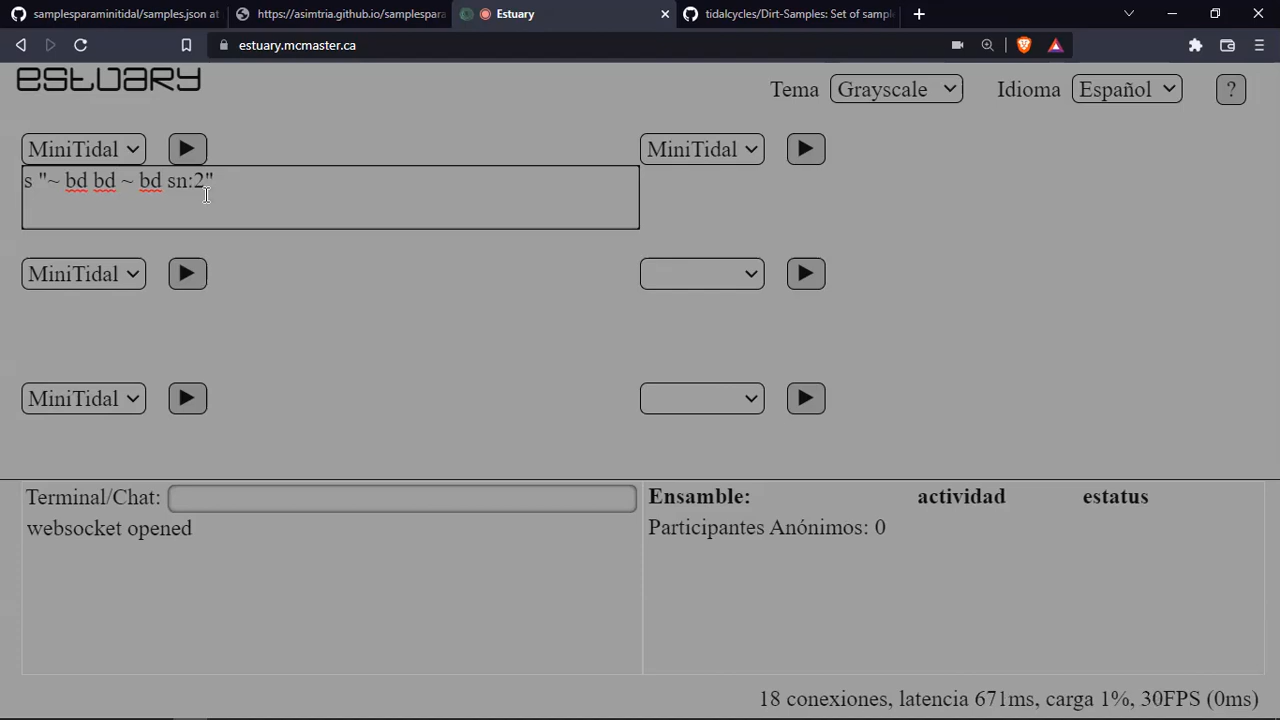 samplesparaminitidal/samples.json at
https://asimtria.github.io/samplespara
Estuary
tidalcycles/Dirt-Samples: Set of sampl
estuary.mcmaster.ca
estuary
Tema Grayscale Idioma Español ?
MiniTidal MiniTidal
s "~ bd bd ~ bd sn:2"
MiniTidal
MiniTidal
Terminal/Chat: Ensamble: actividad estatus
websocket opened Participantes Anónimos: 0
18 conexiones, latencia 671ms, carga 1%, 30FPS (0ms)